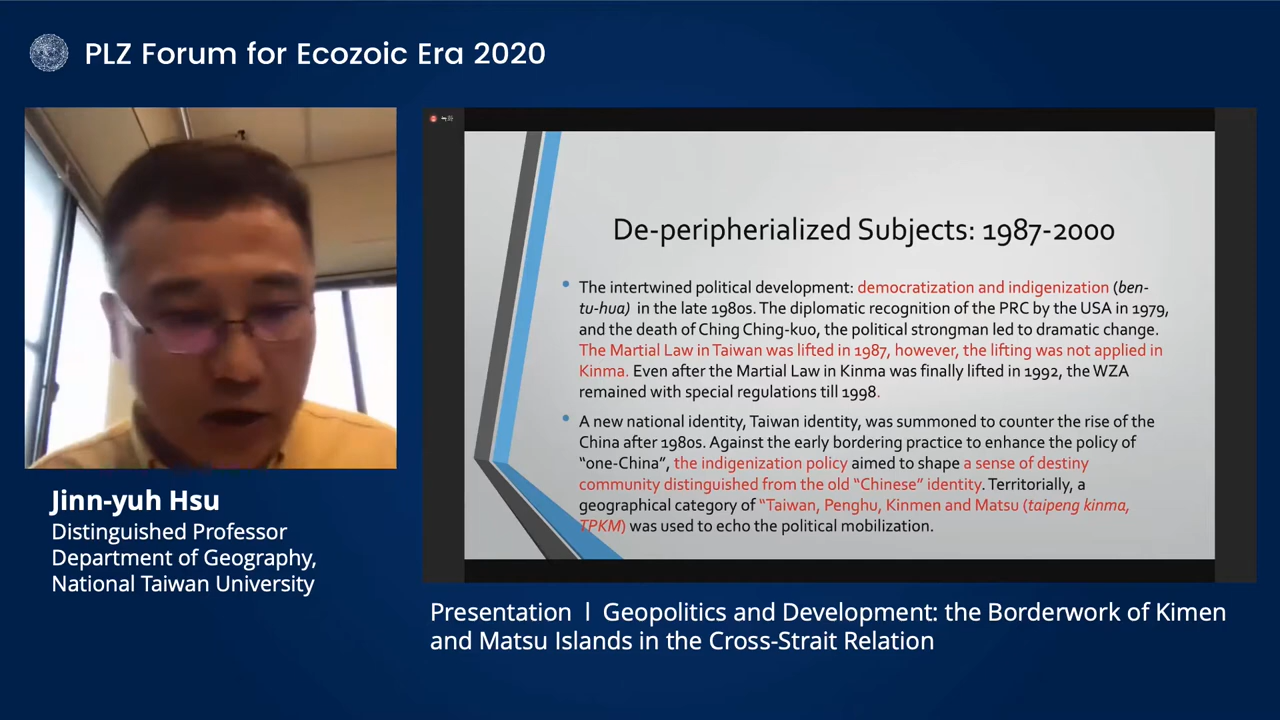 PLZ Forum for Ecozoic Era 2020
De-peripherialized Subjects: 1987-2000
The intertwined political development: democratization and indigenization (ben-
tu-hua) in the late 1980s. The diplomatic recognition of the PRC by the USA in 1979,
and the death of Ching Ching-kuo, the political strongman led to dramatic change.
The Martial Law in Taiwan was lifted in 1987, however, the lifting was not applied in
Kinma. Even after the Martial Law in Kinma was finally lifted in 1992, the WZA
remained with special regulations till 1998.
A new national identity, Taiwan identity, was summoned to counter the rise of the
China after 1980s. Against the early bordering practice to enhance the policy of
“one-China”, the indigenization policy aimed to shape a sense of destiny
community distinguished from the old “Chinese” identity. Territorially, a
geographical category of “Taiwan, Penghu, Kinmen and Matsu (taipeng kinma,
TPKM) was used to echo the political mobilization.
Jinn-yuh Hsu
Distinguished Professor
Department of Geography,
National Taiwan University
Presentation l Geopolitics and Development: the Borderwork of Kimen
and Matsu Islands in the Cross-Strait Relation